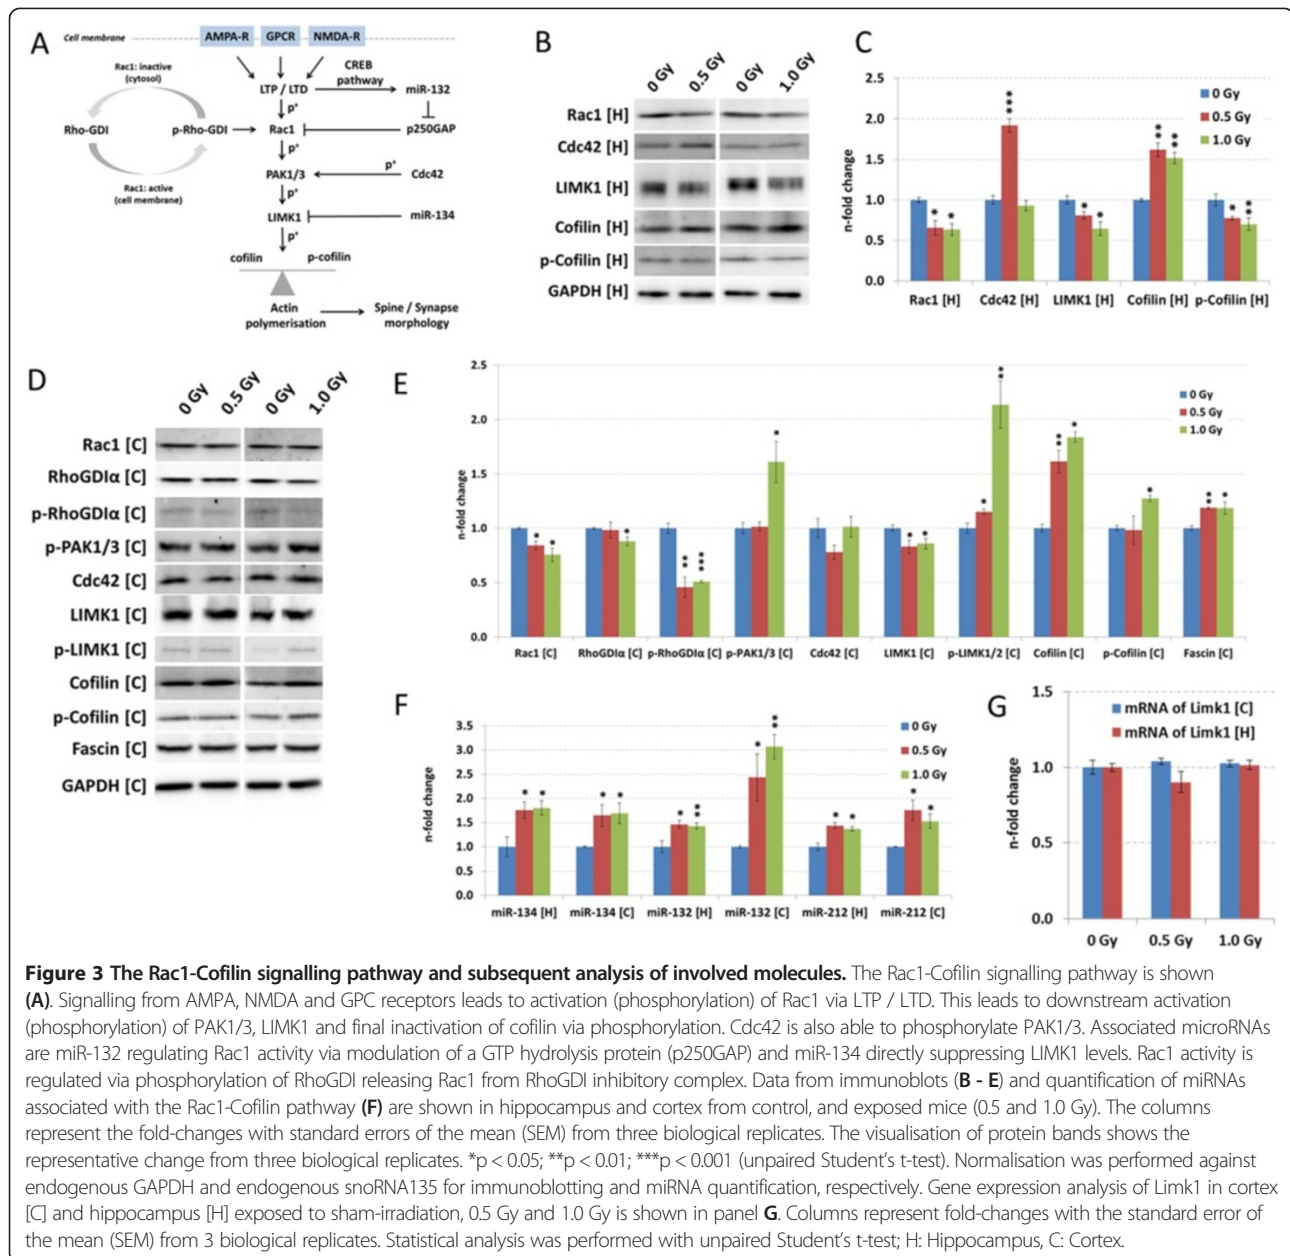 A
Cell membrane
AMPA-R GPCR NMDA-R
Rac1: inactive
(cytosol)
CREB
pathway
LTP / LTD
miR-132
p⁺
Rho-GDI
p-Rho-GDI
Rac1
p250GAP
p⁺
p⁺
PAK1/3
Cdc42
Rac1: active
(cell membrane)
p⁺
LIMK1
miR-134
p⁺
cofilin
p-cofilin
Actin
polymerisation
Spine / Synapse
morphology
B
0 Gy 0.5 Gy 0 Gy 1.0 Gy
Rac1 [H]
Cdc42 [H]
LIMK1 [H]
Cofilin [H]
p-Cofilin [H]
GAPDH [H]
C
2.5
2.0
1.5
1.0
0.5
0.0
n-fold change
0 Gy
0.5 Gy
1.0 Gy
* * *** * * ** ** * **
Rac1 [H] Cdc42 [H] LIMK1 [H] Cofilin [H] p-Cofilin [H]
D
0 Gy 0.5 Gy 0 Gy 1.0 Gy
Rac1 [C]
RhoGDIα [C]
p-RhoGDIα [C]
p-PAK1/3 [C]
Cdc42 [C]
LIMK1 [C]
p-LIMK1 [C]
Cofilin [C]
p-Cofilin [C]
Fascin [C]
GAPDH [C]
E
2.5
2.0
1.5
1.0
0.5
0.0
n-fold change
0 Gy
0.5 Gy
1.0 Gy
* * * ** *** * * * * ** ** * * ** *
Rac1 [C] RhoGDIα [C] p-RhoGDIα [C] p-PAK1/3 [C] Cdc42 [C] LIMK1 [C] p-LIMK1/2 [C] Cofilin [C] p-Cofilin [C] Fascin [C]
F
3.5
3.0
2.5
2.0
1.5
1.0
0.5
0.0
n-fold change
0 Gy
0.5 Gy
1.0 Gy
* * * * * ** * ** * * * *
miR-134 [H] miR-134 [C] miR-132 [H] miR-132 [C] miR-212 [H] miR-212 [C]
G
1.5
1.0
0.5
0.0
n-fold change
mRNA of Limk1 [C]
mRNA of Limk1 [H]
0 Gy 0.5 Gy 1.0 Gy
Figure 3 The Rac1-Cofilin signalling pathway and subsequent analysis of involved molecules. The Rac1-Cofilin signalling pathway is shown
(A). Signalling from AMPA, NMDA and GPC receptors leads to activation (phosphorylation) of Rac1 via LTP / LTD. This leads to downstream activation
(phosphorylation) of PAK1/3, LIMK1 and final inactivation of cofilin via phosphorylation. Cdc42 is also able to phosphorylate PAK1/3. Associated microRNAs
are miR-132 regulating Rac1 activity via modulation of a GTP hydrolysis protein (p250GAP) and miR-134 directly suppressing LIMK1 levels. Rac1 activity is
regulated via phosphorylation of RhoGDI releasing Rac1 from RhoGDI inhibitory complex. Data from immunoblots (B - E) and quantification of miRNAs
associated with the Rac1-Cofilin pathway (F) are shown in hippocampus and cortex from control, and exposed mice (0.5 and 1.0 Gy). The columns
represent the fold-changes with standard errors of the mean (SEM) from three biological replicates. The visualisation of protein bands shows the
representative change from three biological replicates. *p < 0.05; **p < 0.01; ***p < 0.001 (unpaired Student's t-test). Normalisation was performed against
endogenous GAPDH and endogenous snoRNA135 for immunoblotting and miRNA quantification, respectively. Gene expression analysis of Limk1 in cortex
[C] and hippocampus [H] exposed to sham-irradiation, 0.5 Gy and 1.0 Gy is shown in panel G. Columns represent fold-changes with the standard error of
the mean (SEM) from 3 biological replicates. Statistical analysis was performed with unpaired Student's t-test; H: Hippocampus, C: Cortex.